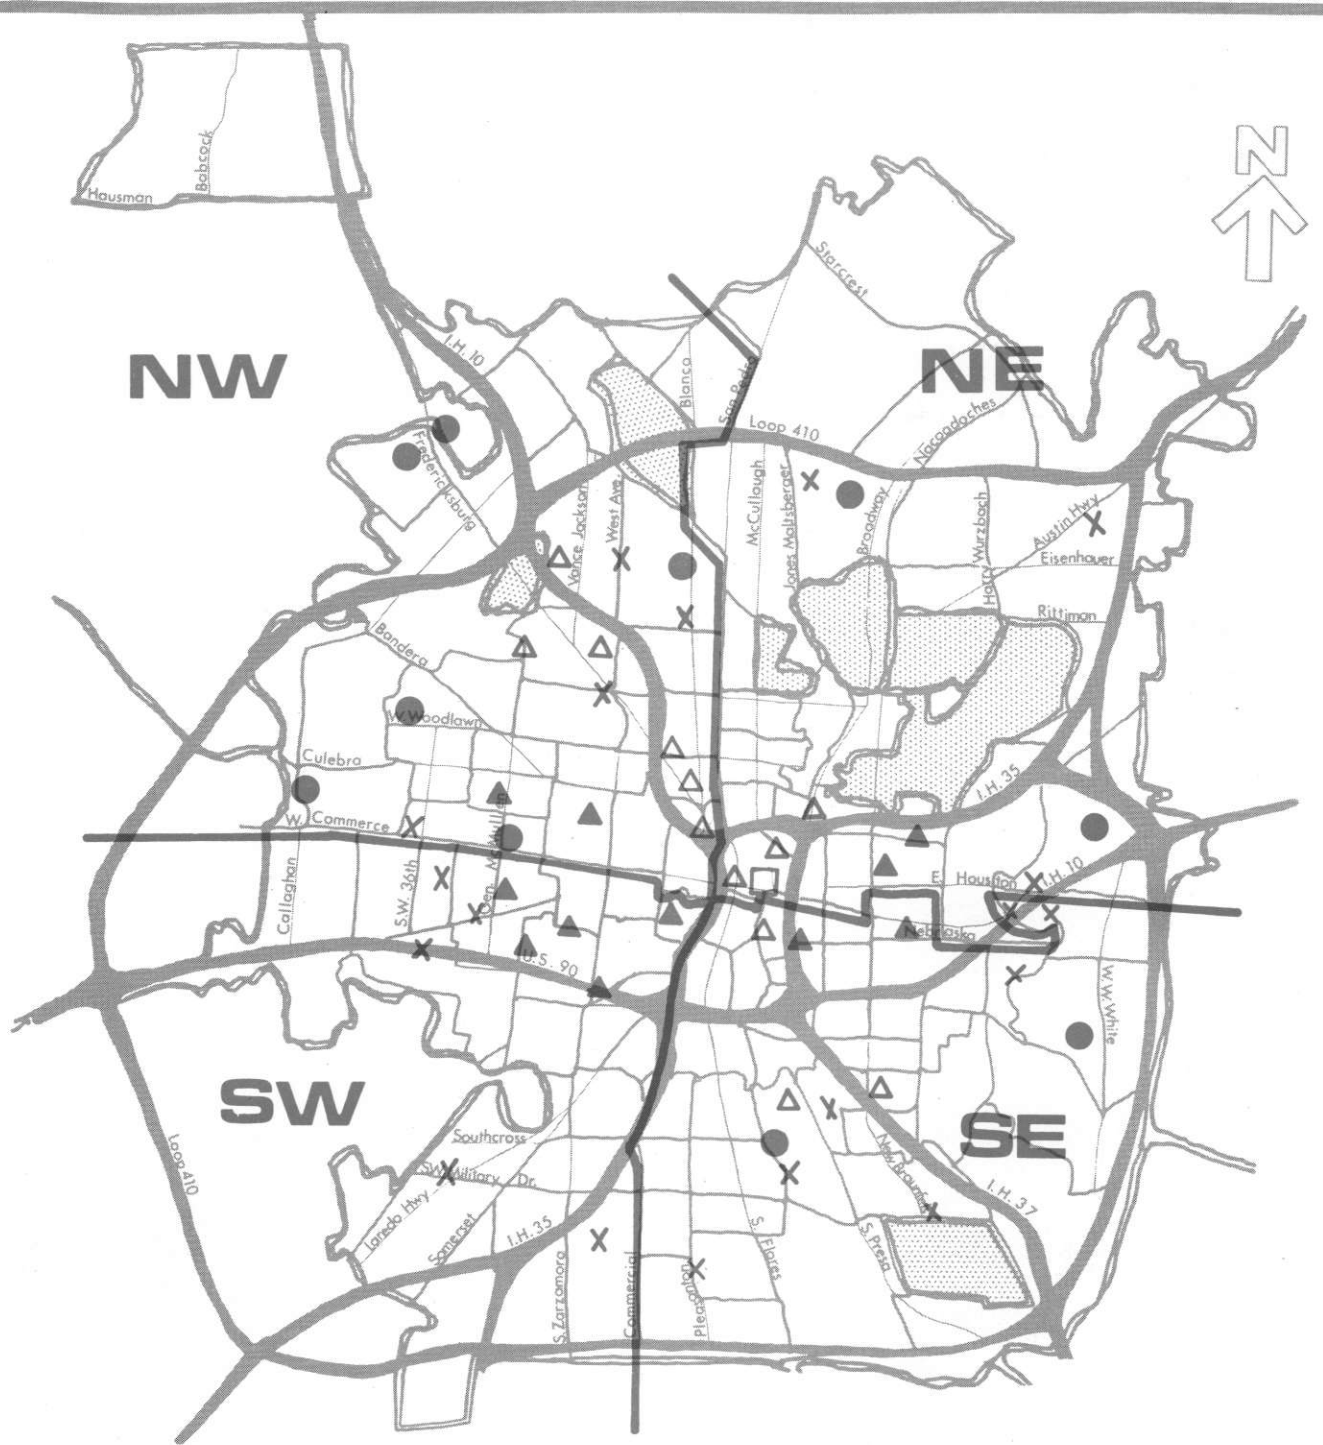 N
Babcock
Hausman
Starcrest
I.H. 10
NW
NE
Blanco
San Pedro
Loop 410
Nacogdoches
Fredericksburg
Vance Jackson
West Ave.
McCullough
Jones Maltsberger
Broadway
Harry Wurzbach
Austin Hwy
Eisenhauer
Rittiman
Bandera
W. Woodlawn
Culebra
I.H. 35
W. Commerce
Gen. McMullen
Callaghan
S.W. 36th
E. Houston
I.H. 10
Nebraska
U.S. 90
W.W. White
SW
SE
Loop 410
Southcross
SW Military Dr.
Laredo Hwy
Somerset
I.H. 35
New Braunfels
I.H. 37
S. Zarzamora
Commercial
Pleasanton
S. Flores
S. Presa